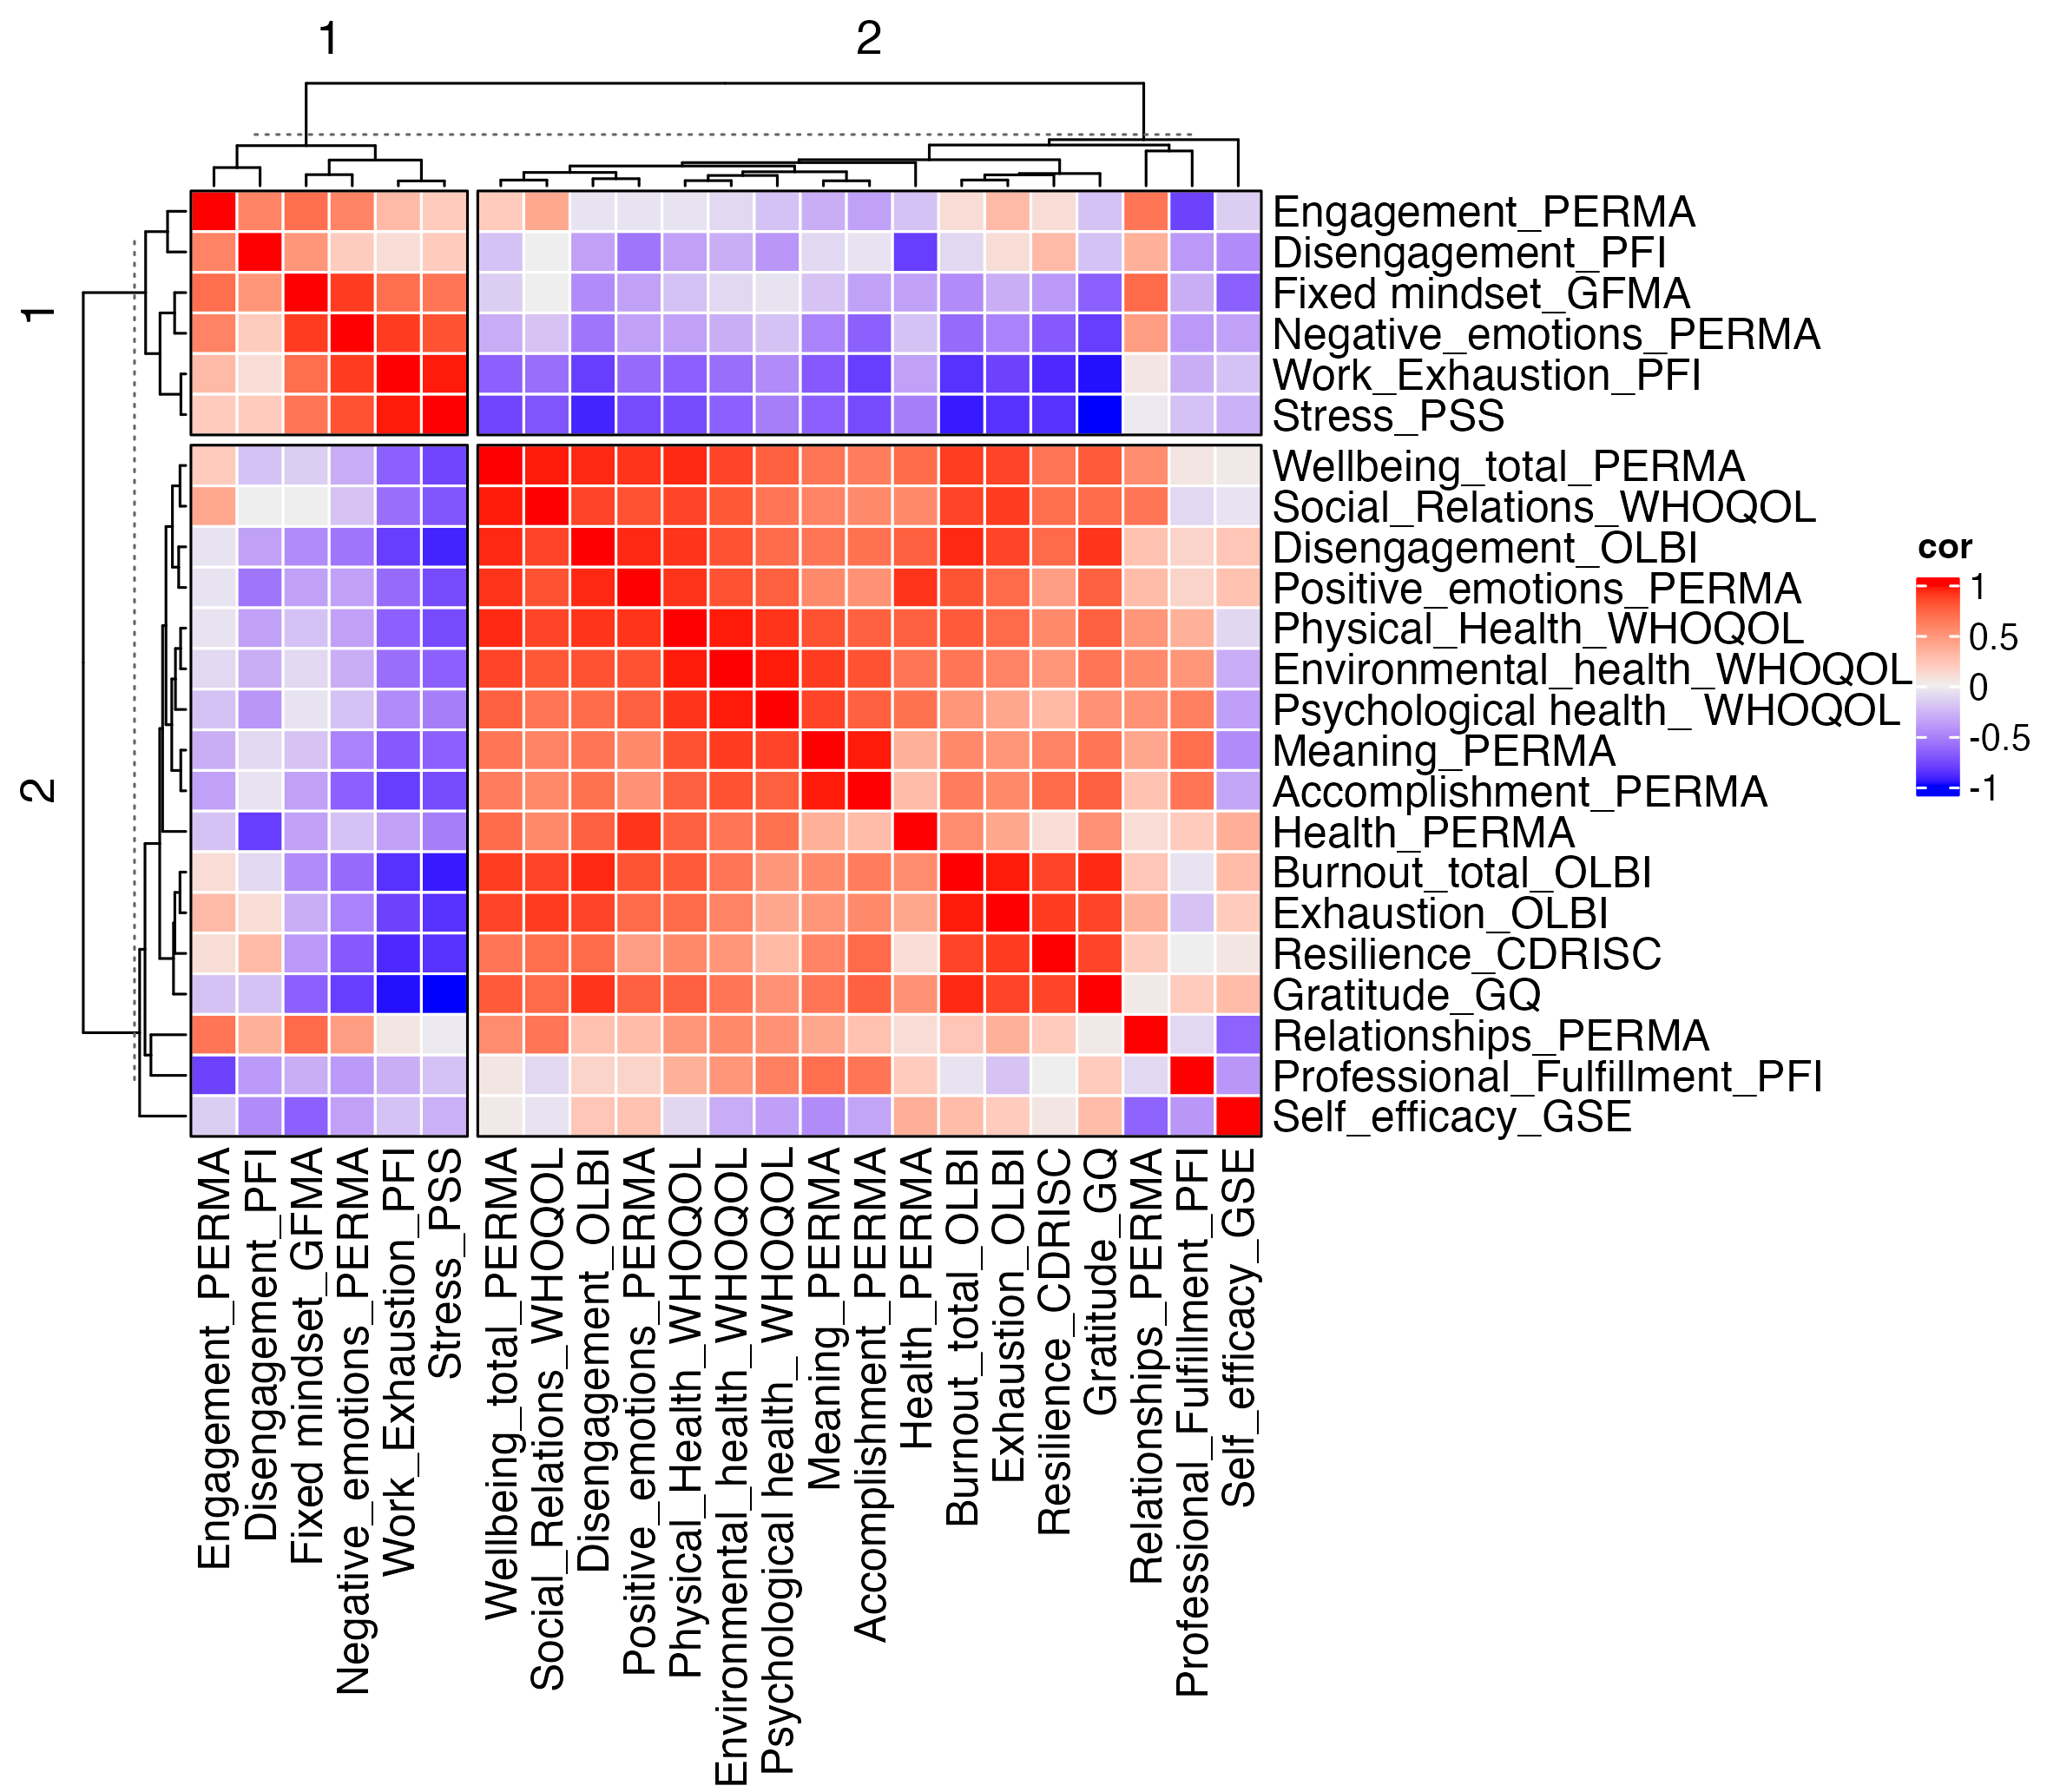 1
2
1
2
Engagement_PERMA
Disengagement_PFI
Fixed mindset_GFMA
Negative_emotions_PERMA
Work_Exhaustion_PFI
Stress_PSS
Wellbeing_total_PERMA
Social_Relations_WHOQOL
Disengagement_OLBI
Positive_emotions_PERMA
Physical_Health_WHOQOL
Environmental_health_WHOQOL
Psychological health_ WHOQOL
Meaning_PERMA
Accomplishment_PERMA
Health_PERMA
Burnout_total_OLBI
Exhaustion_OLBI
Resilience_CDRISC
Gratitude_GQ
Relationships_PERMA
Professional_Fulfillment_PFI
Self_efficacy_GSE
cor
1
0.5
0
-0.5
-1
Engagement_PERMA
Disengagement_PFI
Fixed mindset_GFMA
Negative_emotions_PERMA
Work_Exhaustion_PFI
Stress_PSS
Wellbeing_total_PERMA
Social_Relations_WHOQOL
Disengagement_OLBI
Positive_emotions_PERMA
Physical_Health_WHOQOL
Environmental_health_WHOQOL
Psychological health_ WHOQOL
Meaning_PERMA
Accomplishment_PERMA
Health_PERMA
Burnout_total_OLBI
Exhaustion_OLBI
Resilience_CDRISC
Gratitude_GQ
Relationships_PERMA
Professional_Fulfillment_PFI
Self_efficacy_GSE